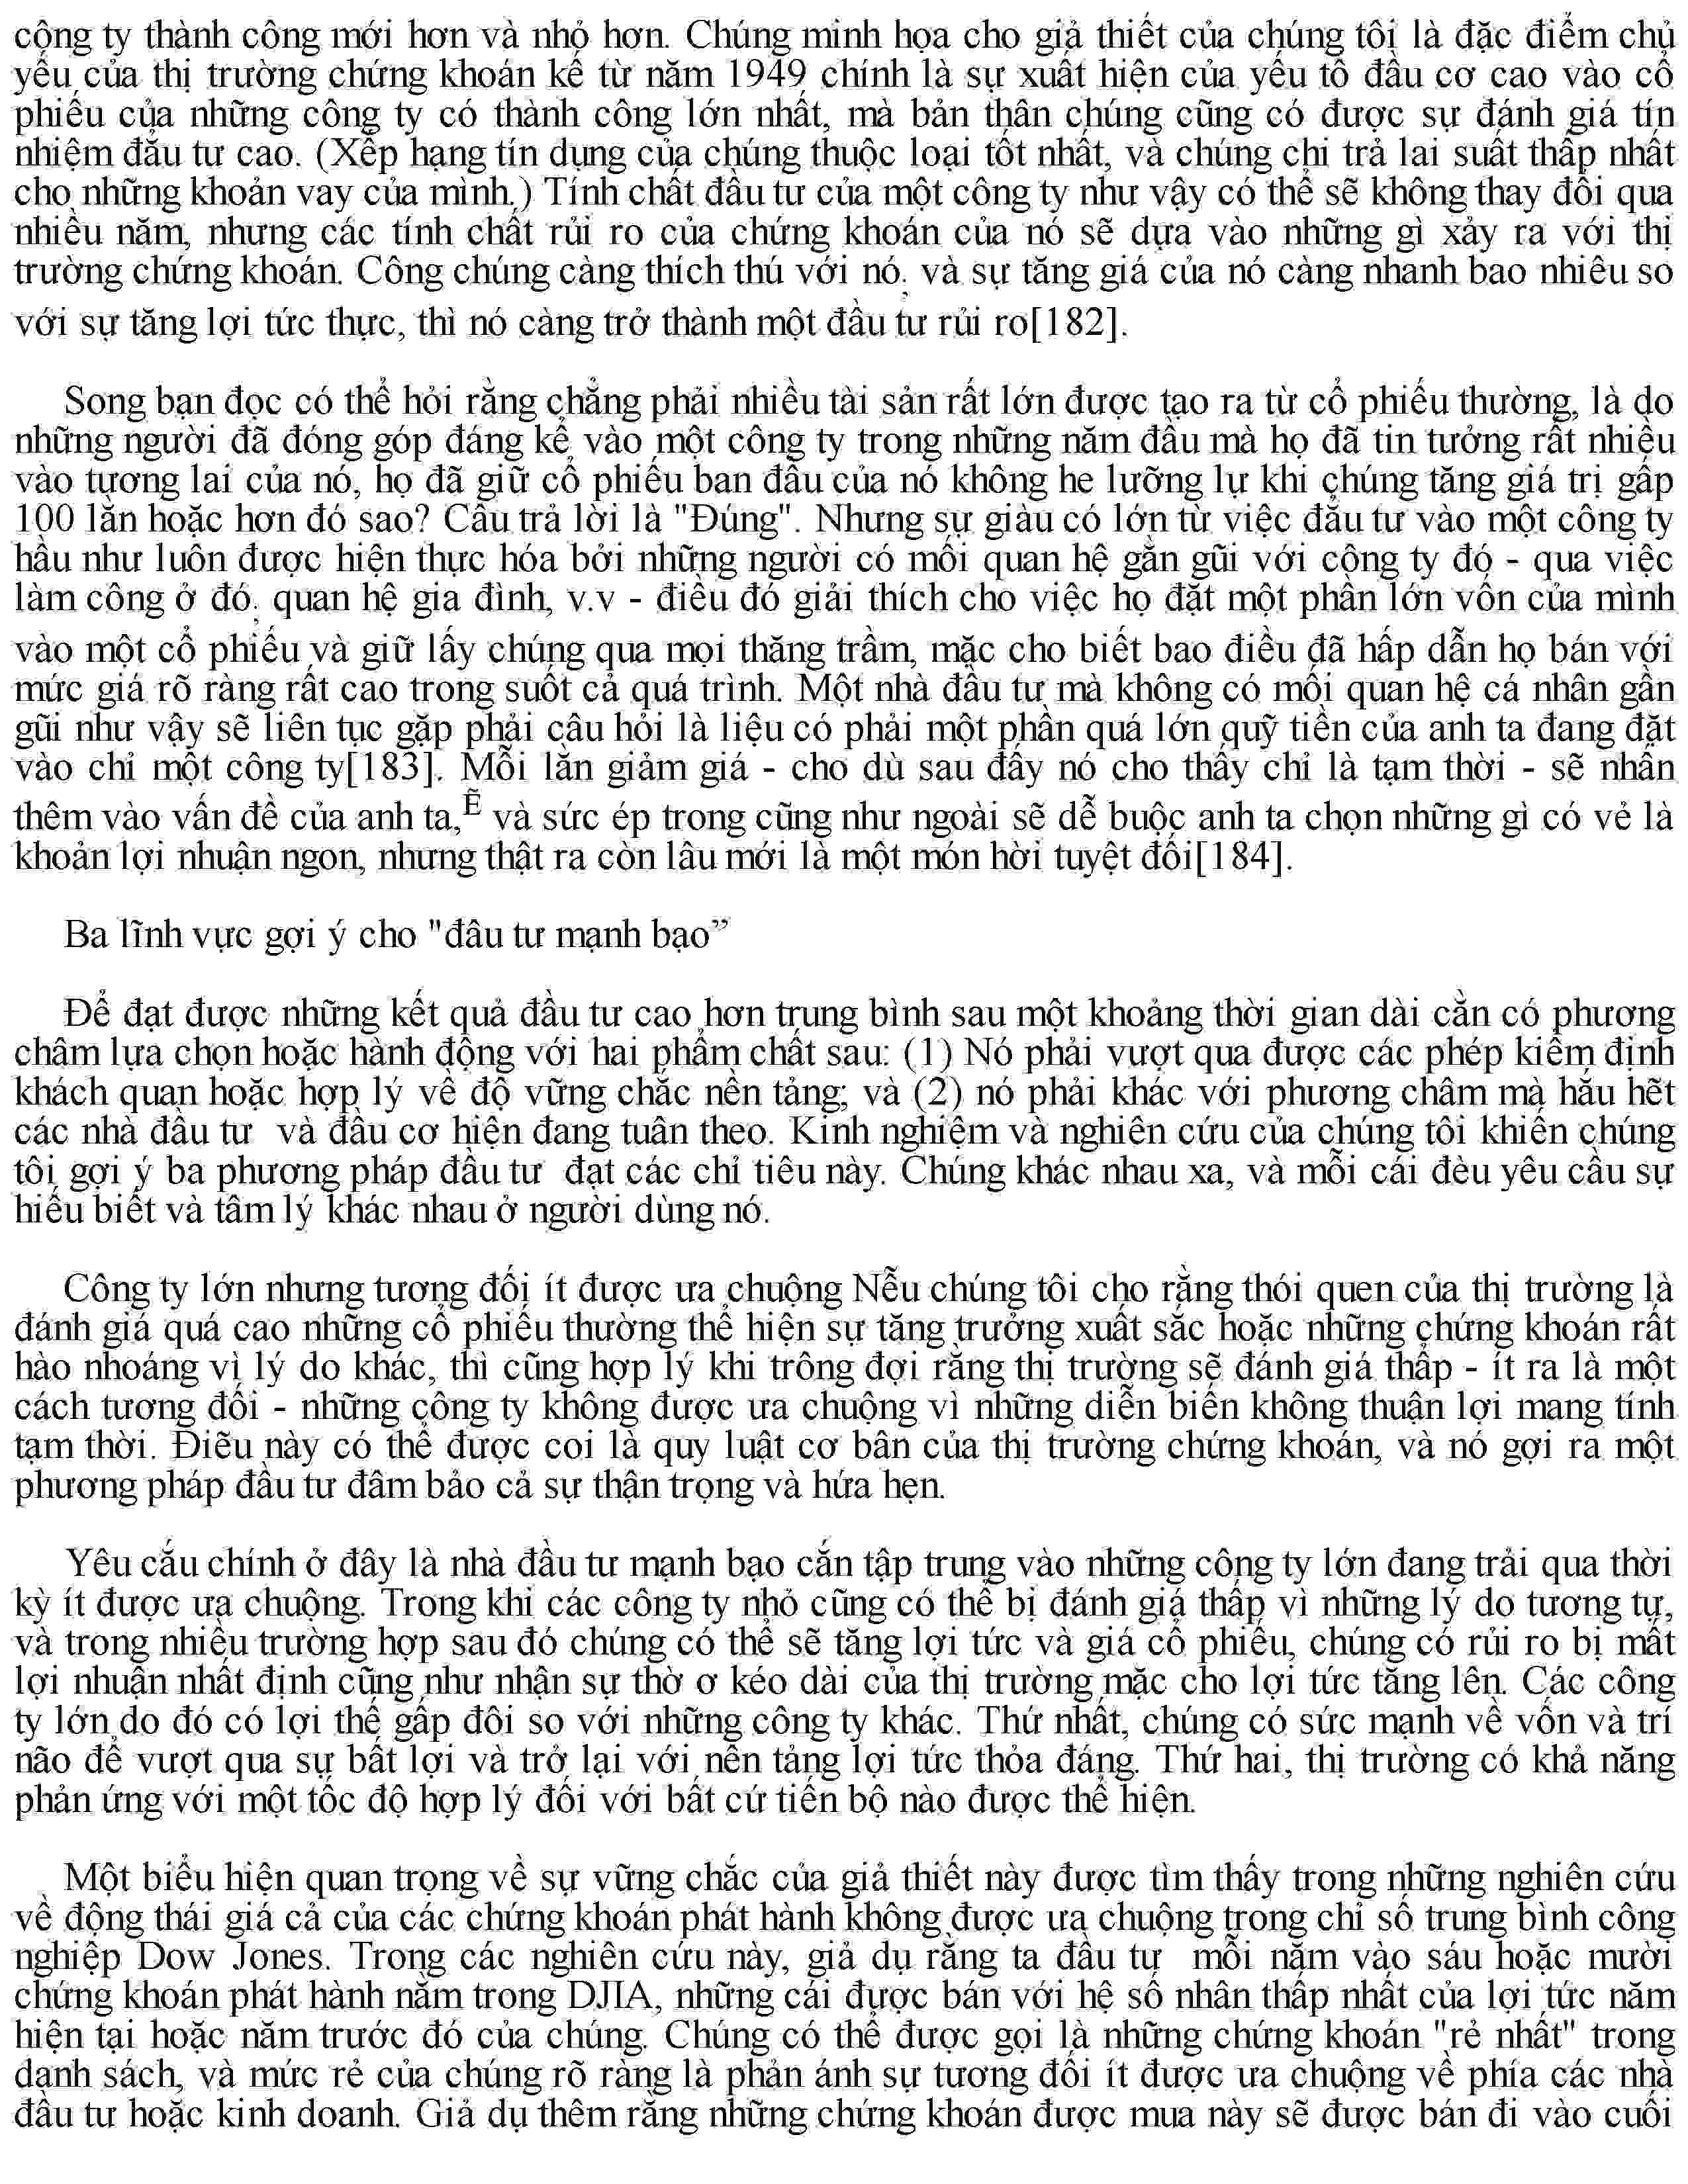 công ty thành công mới hơn và nhỏ hơn. Chúng minh họa cho giả thiết của chúng tôi là đặc điểm chủ
yếu của thị trường chứng khoán kể từ năm 1949 chính là sự xuất hiện của yếu tố đầu cơ cao vào cổ
phiếu của những công ty có thành công lớn nhất, mà bản thân chúng cũng có được sự đánh giá tín
nhiệm đầu tư cao. (Xếp hạng tín dụng của chúng thuộc loại tốt nhất, và chúng chi trả lai suất thấp nhất
cho những khoản vay của mình.) Tính chất đầu tư của một công ty như vậy có thể sẽ không thay đổi qua
nhiều năm, nhưng các tính chất rủi ro của chứng khoán của nó sẽ dựa vào những gì xảy ra với thị
trường chứng khoán. Công chúng càng thích thú với nó. và sự tăng giá của nó càng nhanh bao nhiêu so
với sự tăng lợi tức thực, thì nó càng trở thành một đầu tư rủi ro[182].
Song bạn đọc có thể hỏi rằng chẳng phải nhiều tài sản rất lớn được tạo ra từ cổ phiếu thường, là do
những người đã đóng góp đáng kể vào một công ty trong những năm đầu mà họ đã tin tưởng rất nhiều
vào tương lai của nó, họ đã giữ cổ phiếu ban đầu của nó không he lưỡng lự khi chúng tăng giá trị gấp
100 lần hoặc hơn đó sao? Câu trả lời là "Đúng". Nhưng sự giàu có lớn từ việc đầu tư vào một công ty
hầu như luôn được hiện thực hóa bởi những người có mối quan hệ gần gũi với công ty đó - qua việc
làm công ở đó. quan hệ gia đình, v.v - điều đó giải thích cho việc họ đặt một phần lớn vốn của mình
vào một cổ phiếu và giữ lấy chúng qua mọi thăng trầm, mặc cho biết bao điều đã hấp dẫn họ bán với
mức giá rõ ràng rất cao trong suốt cả quá trình. Một nhà đầu tư mà không có mối quan hệ cá nhân gần
gũi như vậy sẽ liên tục gặp phải câu hỏi là liệu có phải một phần quá lớn quỹ tiền của anh ta đang đặt
vào chỉ một công ty[183]. Mỗi lần giảm giá - cho dù sau đấy nó cho thấy chỉ là tạm thời - sẽ nhấn
thêm vào vấn đề của anh ta,Ẽ và sức ép trong cũng như ngoài sẽ dễ buộc anh ta chọn những gì có vẻ là
khoản lợi nhuận ngon, nhưng thật ra còn lâu mới là một món hời tuyệt đối[184].
Ba lĩnh vực gợi ý cho "đâu tư mạnh bạo”
Để đạt được những kết quả đầu tư cao hơn trung bình sau một khoảng thời gian dài cần có phương
châm lựa chọn hoặc hành động với hai phẩm chất sau: (1) Nó phải vượt qua được các phép kiểm định
khách quan hoặc hợp lý về độ vững chắc nền tảng; và (2) nó phải khác với phương châm mà hầu hết
các nhà đầu tư và đầu cơ hiện đang tuân theo. Kinh nghiệm và nghiên cứu của chúng tôi khiến chúng
tôi gợi ý ba phương pháp đầu tư đạt các chỉ tiêu này. Chúng khác nhau xa, và mỗi cái đèu yêu cầu sự
hiểu biết và tâm lý khác nhau ở người dùng nó.
Công ty lớn nhưng tương đối ít được ưa chuộng Nễu chúng tôi cho rằng thói quen của thị trường là
đánh giá quá cao những cổ phiếu thường thể hiện sự tăng trưởng xuất sắc hoặc những chứng khoán rất
hào nhoáng vì lý do khác, thì cũng hợp lý khi trông đợi rằng thị trường sẽ đánh giá thấp - ít ra là một
cách tương đối - những công ty không được ưa chuộng vì những diễn biến không thuận lợi mang tính
tạm thời. Điẽu này có thể được coi là quy luật cơ bân của thị trường chứng khoán, và nó gợi ra một
phương pháp đầu tư đâm bảo cả sự thận trọng và hứa hẹn.
Yêu cắu chính ở đây là nhà đầu tư mạnh bạo cắn tập trung vào những công ty lớn đang trải qua thời
kỳ ít được ưa chuộng. Trong khi các công ty nhỏ cũng có thể bị đánh giá thấp vì những lý do tương tự,
và trong nhiều trường hợp sau đó chúng có thể sẽ tăng lợi tức và giá cổ phiếu, chúng có rủi ro bị mất
lợi nhuận nhất định cũng như nhận sự thờ ơ kéo dài của thị trường mặc cho lợi tức tăng lên. Các công
ty lớn do đó có lợi thế gấp đôi so với những công ty khác. Thứ nhất, chúng có sức mạnh về vốn và trí
não để vượt qua sự bất lợi và trở lại với nền tảng lợi tức thỏa đáng. Thứ hai, thị trường có khả năng
phản ứng với một tốc độ hợp lý đối với bất cứ tiến bộ nào được thể hiện.
Một biểu hiện quan trọng về sự vững chắc của giả thiết này được tìm thấy trong những nghiên cứu
về động thái giá cả của các chứng khoán phát hành không được ưa chuộng trong chỉ số trung bình công
nghiệp Dow Jones. Trong các nghiên cứu này, giả dụ rằng ta đầu tư mỗi năm vào sáu hoặc mười
chứng khoán phát hành nằm trong DJIA, những cái được bán với hệ số nhân thấp nhất của lợi tức năm
hiện tại hoặc năm trước đó của chúng. Chúng có thể được gọi là những chứng khoán "rẻ nhất" trong
danh sách, và mức rẻ của chúng rõ ràng là phản ánh sự tương đối ít được ưa chuộng về phía các nhà
đầu tư hoặc kinh doanh. Giả dụ thêm rằng những chứng khoán được mua này sẽ được bán đi vào cuối